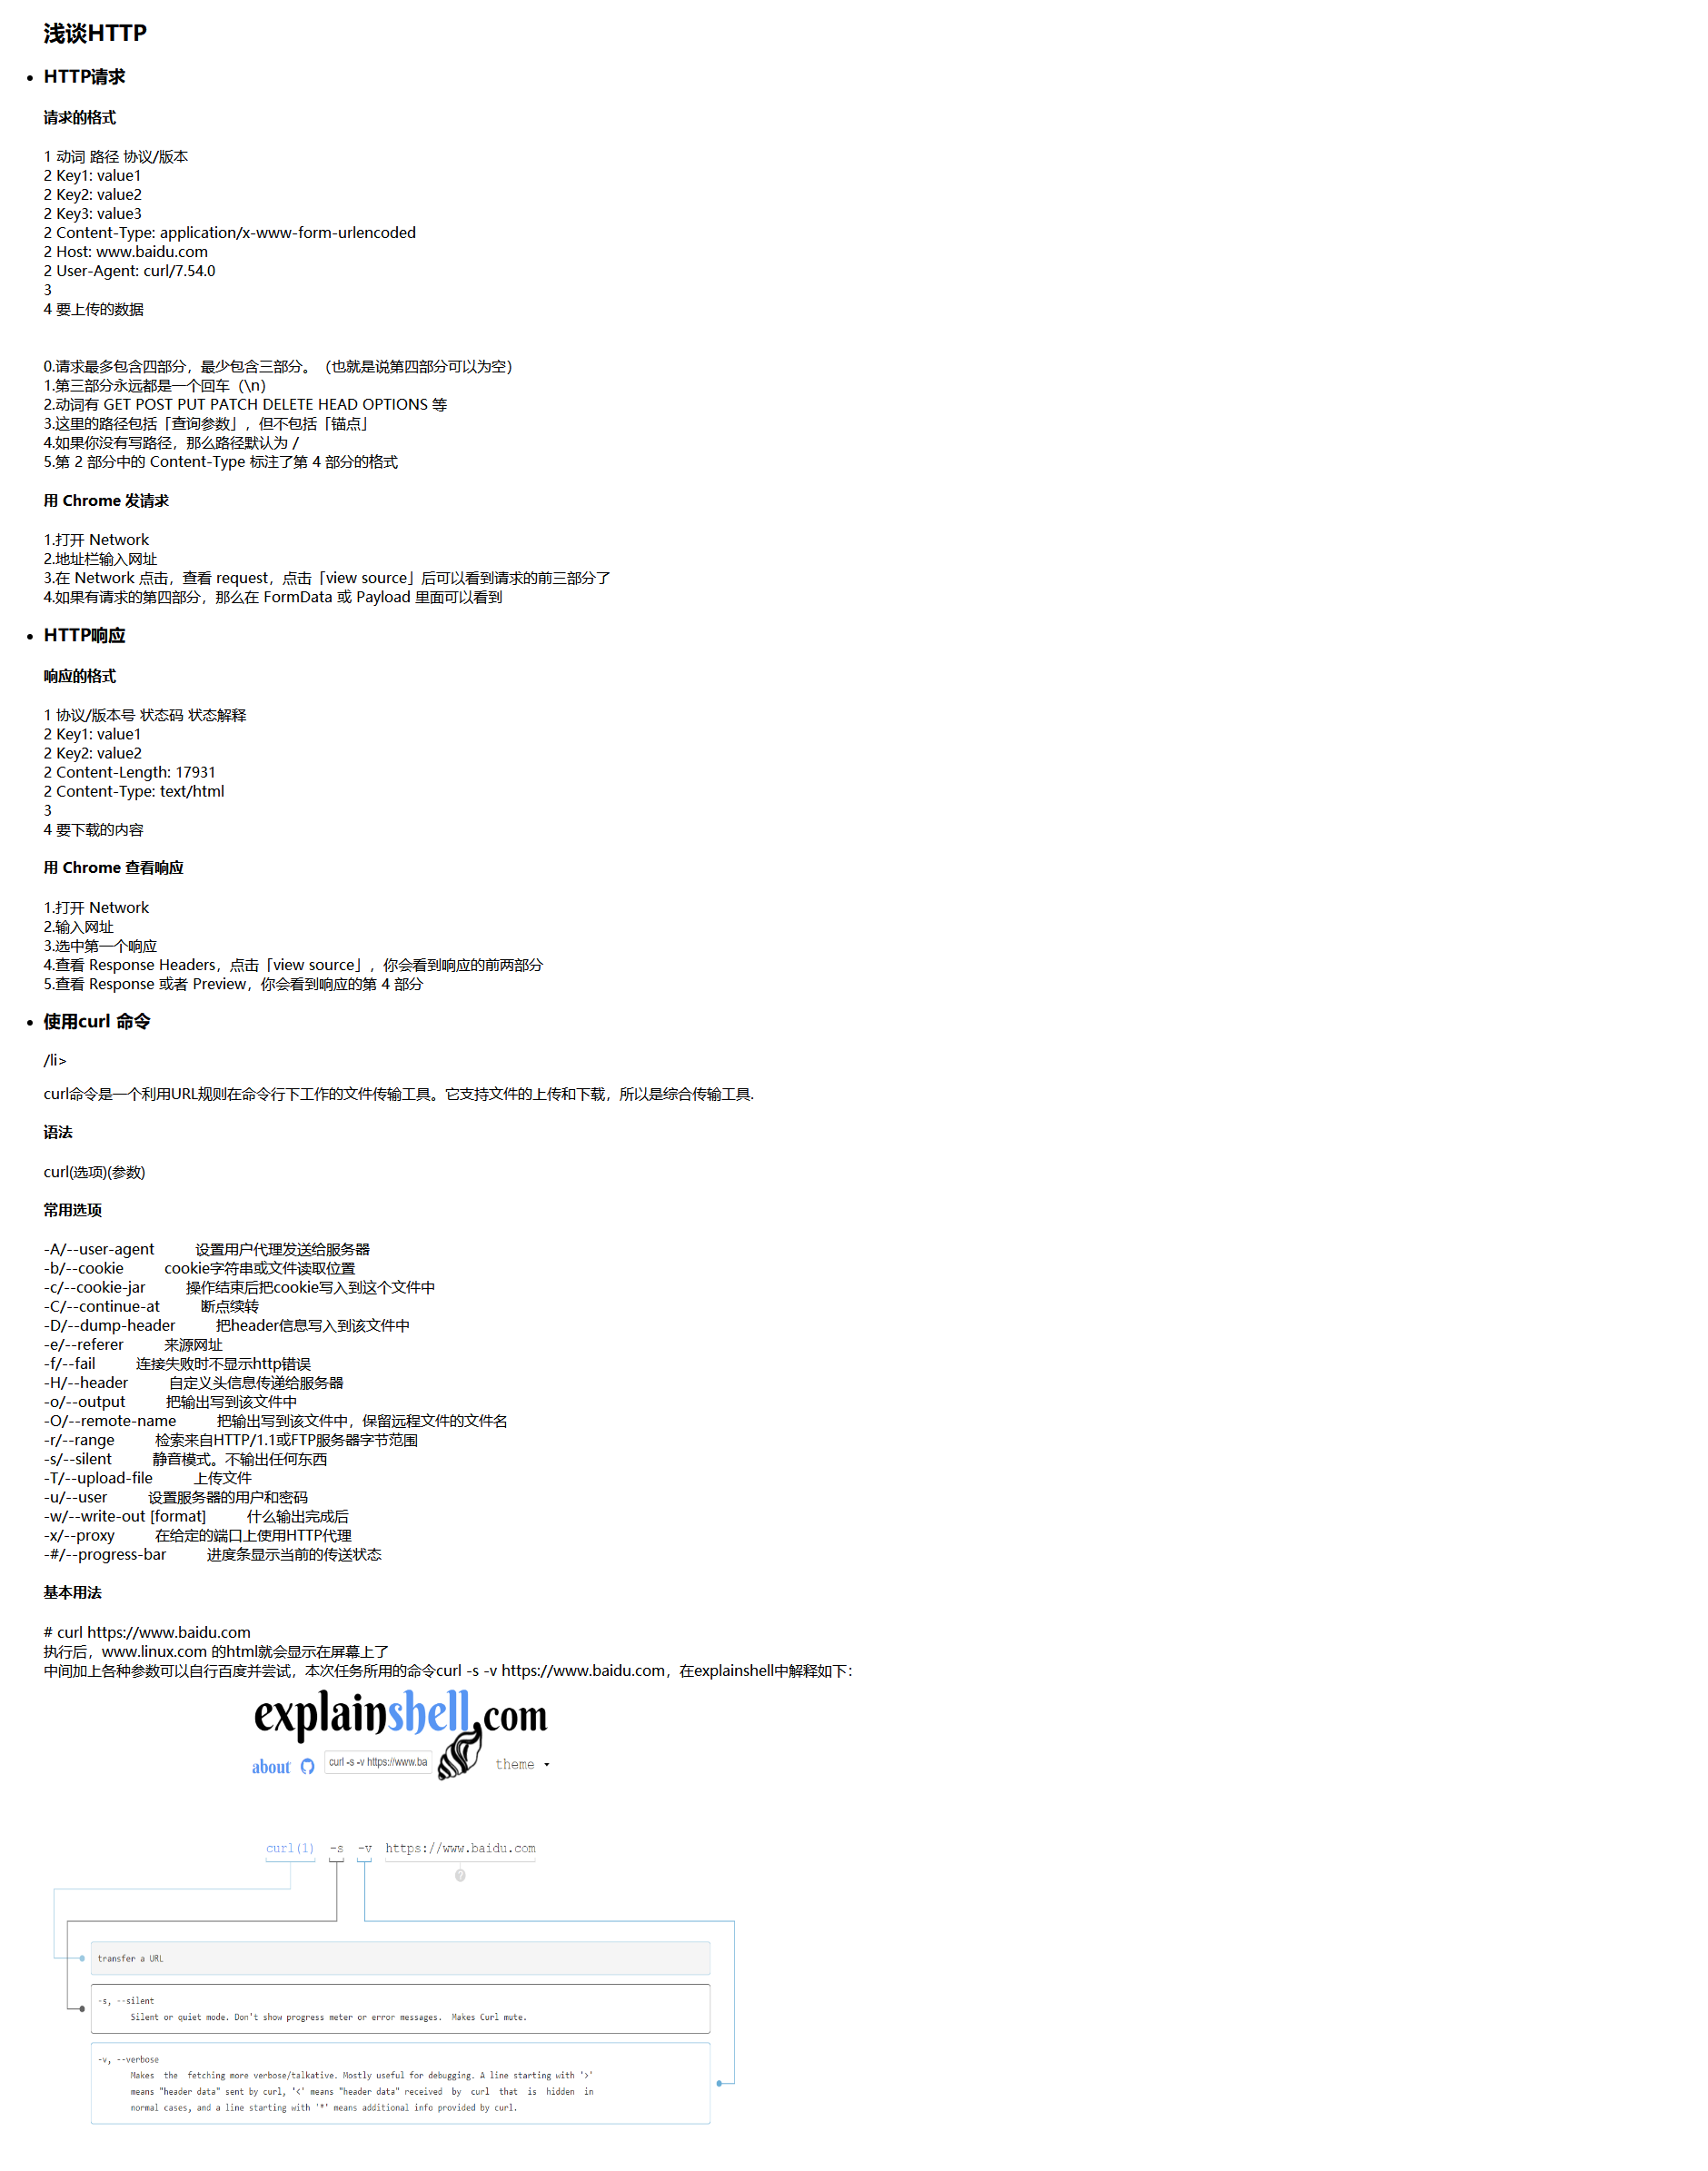 浅谈HTTP
HTTP请求
请求的格式
1 动词 路径 协议/版本
2 Key1: value1
2 Key2: value2
2 Key3: value3
2 Content-Type: application/x-www-form-urlencoded
2 Host: www.baidu.com
2 User-Agent: curl/7.54.0
3
4 要上传的数据
0.请求最多包含四部分，最少包含三部分。（也就是说第四部分可以为空）
1.第三部分永远都是一个回车（\n）
2.动词有 GET POST PUT PATCH DELETE HEAD OPTIONS 等
3.这里的路径包括「查询参数」，但不包括「锚点」
4.如果你没有写路径，那么路径默认为 /
5.第 2 部分中的 Content-Type 标注了第 4 部分的格式
用 Chrome 发请求
1.打开 Network
2.地址栏输入网址
3.在 Network 点击，查看 request，点击「view source」后可以看到请求的前三部分了
4.如果有请求的第四部分，那么在 FormData 或 Payload 里面可以看到
HTTP响应
响应的格式
1 协议/版本号 状态码 状态解释
2 Key1: value1
2 Key2: value2
2 Content-Length: 17931
2 Content-Type: text/html
3
4 要下载的内容
用 Chrome 查看响应
1.打开 Network
2.输入网址
3.选中第一个响应
4.查看 Response Headers，点击「view source」，你会看到响应的前两部分
5.查看 Response 或者 Preview，你会看到响应的第 4 部分
使用curl 命令
/li>
curl命令是一个利用URL规则在命令行下工作的文件传输工具。它支持文件的上传和下载，所以是综合传输工具.
语法
curl(选项)(参数)
常用选项
-A/--user-agent 设置用户代理发送给服务器
-b/--cookie cookie字符串或文件读取位置
-c/--cookie-jar 操作结束后把cookie写入到这个文件中
-C/--continue-at 断点续转
-D/--dump-header 把header信息写入到该文件中
-e/--referer 来源网址
-f/--fail 连接失败时不显示http错误
-H/--header 自定义头信息传递给服务器
-o/--output 把输出写到该文件中
-O/--remote-name 把输出写到该文件中，保留远程文件的文件名
-r/--range 检索来自HTTP/1.1或FTP服务器字节范围
-s/--silent 静音模式。不输出任何东西
-T/--upload-file 上传文件
-u/--user 设置服务器的用户和密码
-w/--write-out [format] 什么输出完成后
-x/--proxy 在给定的端口上使用HTTP代理
-#/--progress-bar 进度条显示当前的传送状态
基本用法
# curl https://www.baidu.com
执行后，www.linux.com 的html就会显示在屏幕上了
中间加上各种参数可以自行百度并尝试，本次任务所用的命令curl -s -v https://www.baidu.com，在explainshell中解释如下：
explainshell.com
about curl -s -v https://www.ba theme
curl(1) -s -v https://www.baidu.com
?
transfer a URL
-s, --silent
Silent or quiet mode. Don't show progress meter or error messages. Makes Curl mute.
-v, --verbose
Makes the fetching more verbose/talkative. Mostly useful for debugging. A line starting with '>'
means "header data" sent by curl, '<' means "header data" received by curl that is hidden in
normal cases, and a line starting with '*' means additional info provided by curl.